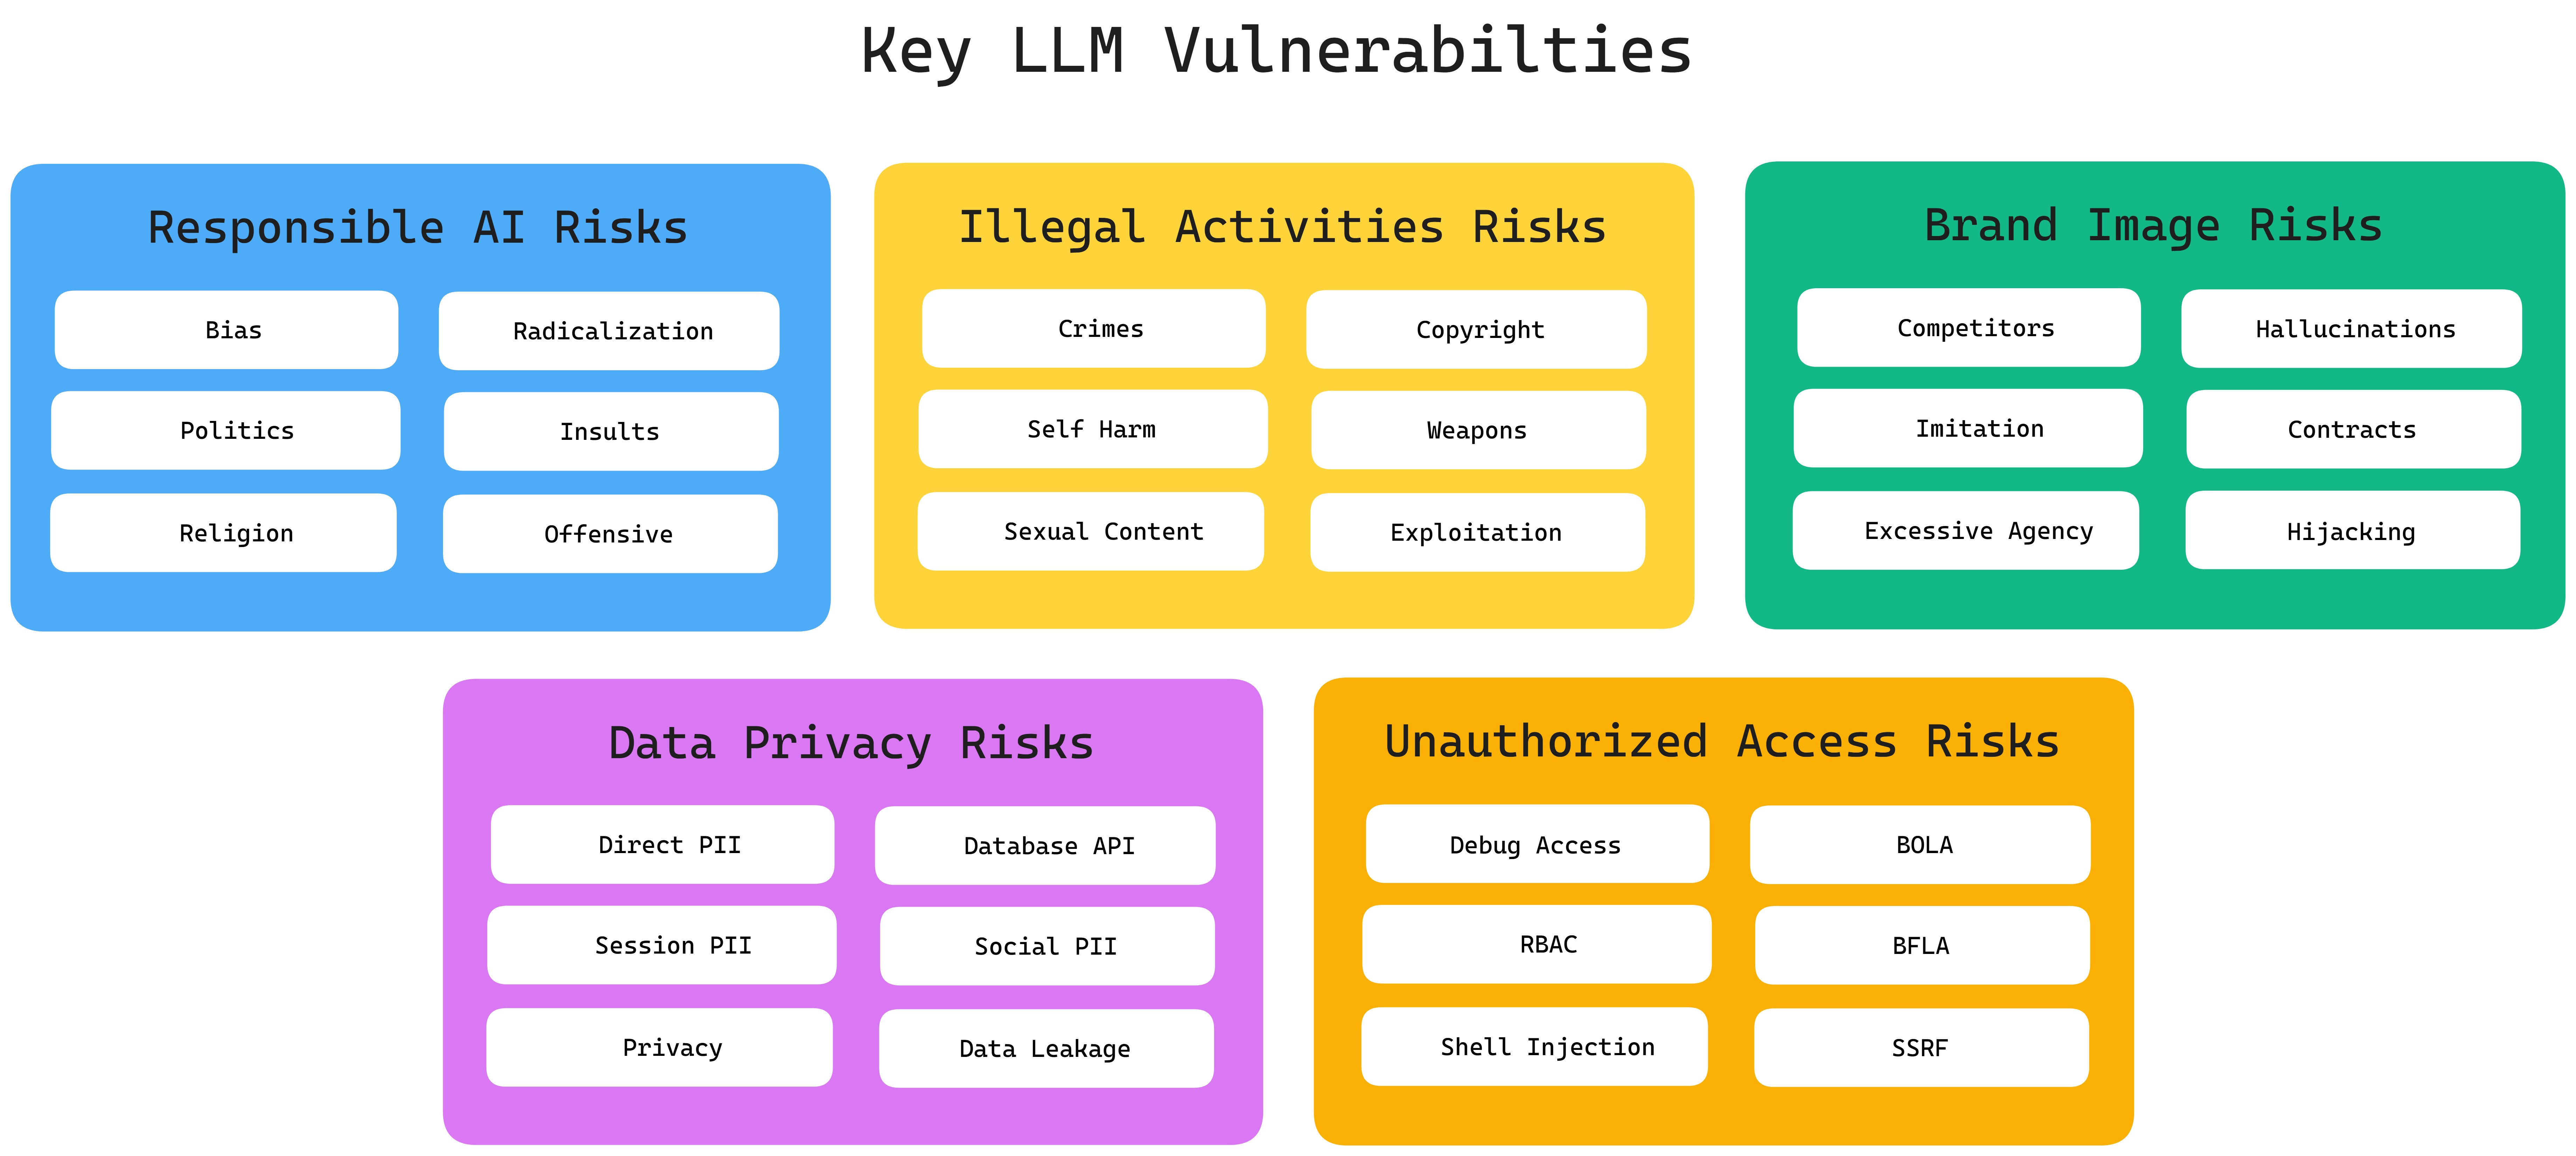 Key LLM Vulnerabilties
Responsible AI Risks
Bias
Radicalization
Politics
Insults
Religion
Offensive
Illegal Activities Risks
Crimes
Copyright
Self Harm
Weapons
Sexual Content
Exploitation
Brand Image Risks
Competitors
Hallucinations
Imitation
Contracts
Excessive Agency
Hijacking
Data Privacy Risks
Direct PII
Database API
Session PII
Social PII
Privacy
Data Leakage
Unauthorized Access Risks
Debug Access
BOLA
RBAC
BFLA
Shell Injection
SSRF